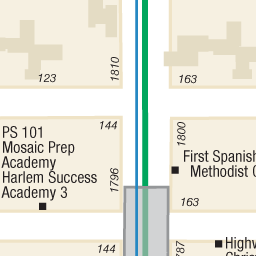 123
1810
163
144
PS 101
Mosaic Prep
Academy
Harlem Success
Academy 3
1796
1800
First Spanish
Methodist
163
144